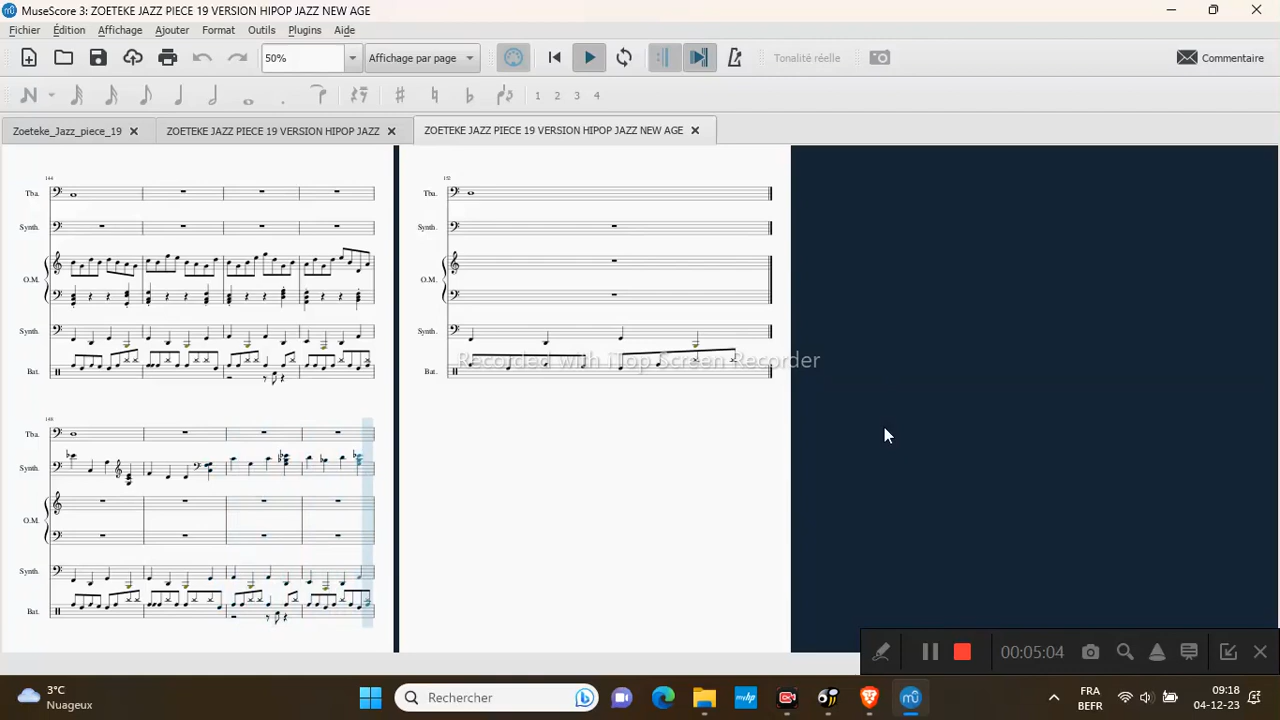 MuseScore 3: ZOETEKE JAZZ PIECE 19 VERSION HIPOP JAZZ NEW AGE
Fichier Édition Affichage Ajouter Format Outils Plugins Aide
50% Affichage par page Tonalité réelle Commentaire
1 2 3 4
Zoeteke_Jazz_piece_19 ZOETEKE JAZZ PIECE 19 VERSION HIPOP JAZZ ZOETEKE JAZZ PIECE 19 VERSION HIPOP JAZZ NEW AGE
144
Tba.
Synth.
O.M.
Synth.
Bat.
148
Tba.
Synth.
O.M.
Synth.
Bat.
152
Tba.
Synth.
O.M.
Synth.
Bat.
Recorded with iTop Screen Recorder
00:05:04
3°C
Nuageux
Rechercher
FRA
BEFR
09:18
04-12-23